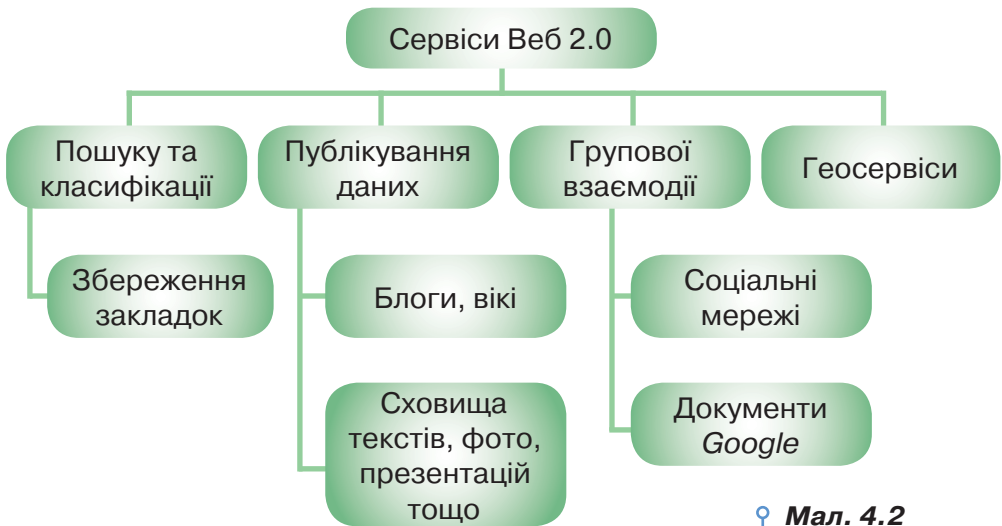 Сервіси Веб 2.0
Пошуку та
класифікації
Публікування
даних
Групової
взаємодії
Геосервіси
Збереження
закладок
Блоги, вікі
Соціальні
мережі
Сховища
текстів, фото,
презентацій
тощо
Документи
Google
Мал. 4.2